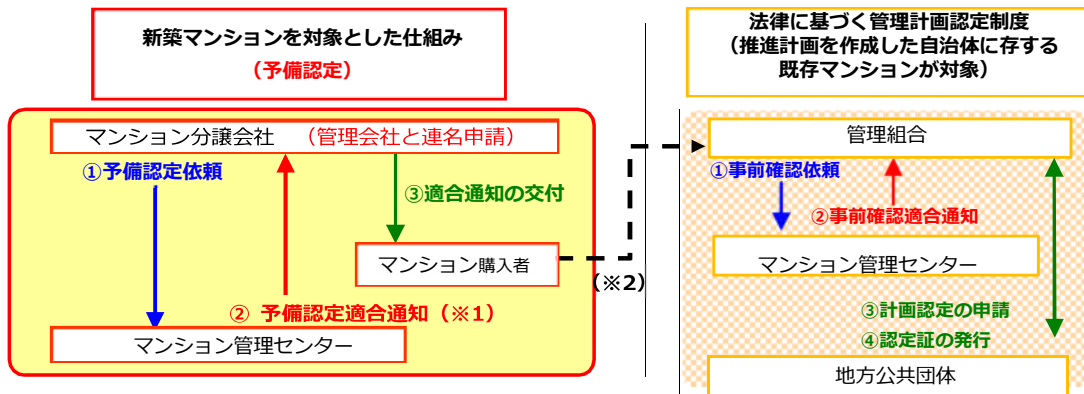 新築マンションを対象とした仕組み
（予備認定）
マンション分譲会社　（管理会社と連名申請）
①予備認定依頼
③適合通知の交付
マンション購入者
② 予備認定適合通知（※1）
マンション管理センター
（※2）
法律に基づく管理計画認定制度
（推進計画を作成した自治体に存する
既存マンションが対象）
管理組合
①事前確認依頼
②事前確認適合通知
マンション管理センター
③計画認定の申請
④認定証の発行
地方公共団体